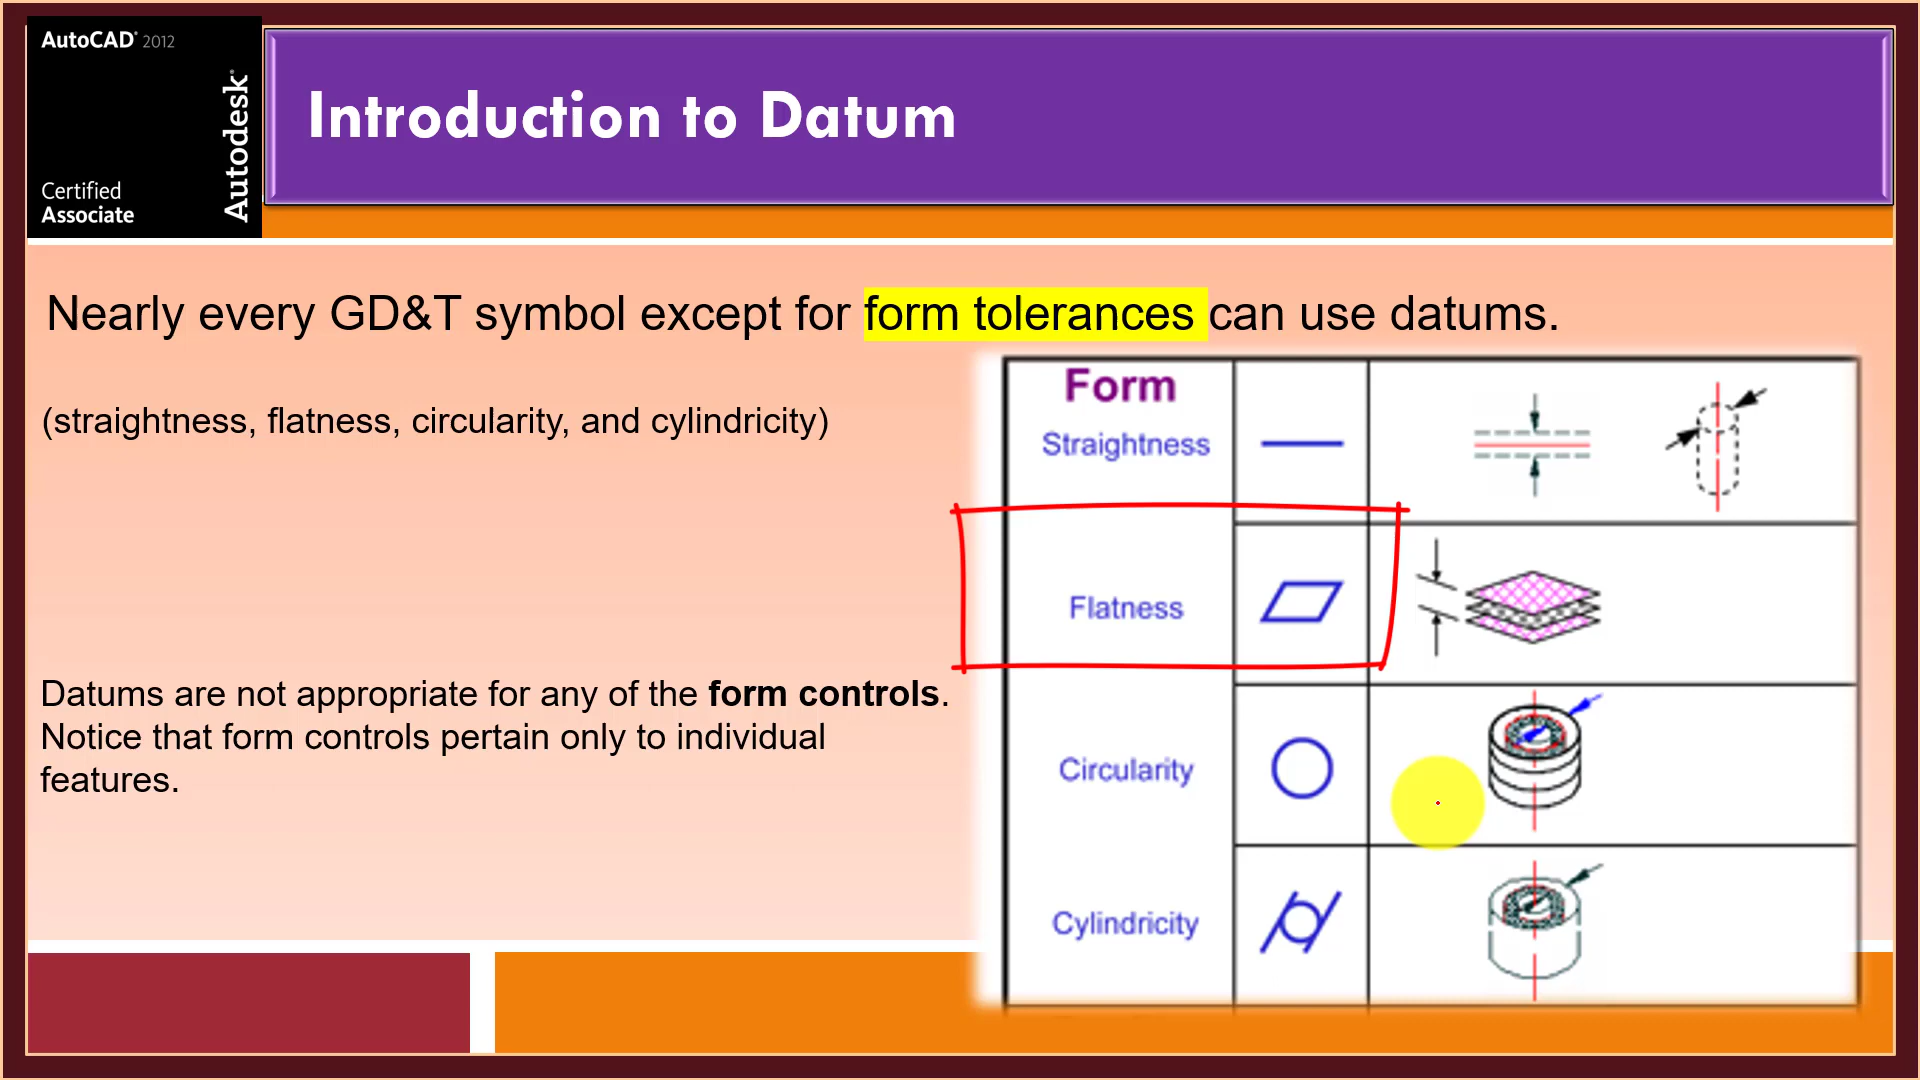 AutoCAD® 2012
Autodesk®
Certified
Associate
Introduction to Datum
Nearly every GD&T symbol except for form tolerances can use datums.
(straightness, flatness, circularity, and cylindricity)
Datums are not appropriate for any of the form controls.
Notice that form controls pertain only to individual
features.
Form
Straightness
Flatness
Circularity
Cylindricity